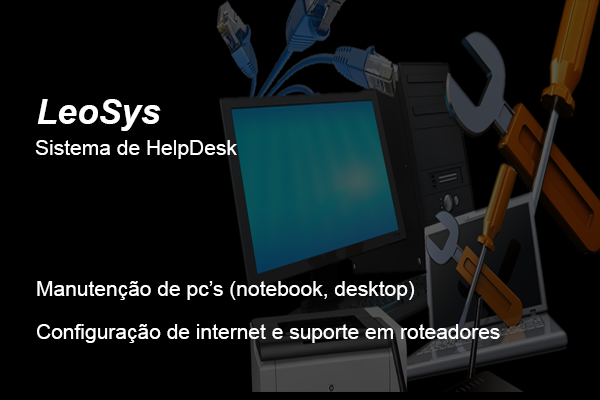 LeoSys
Sistema de HelpDesk
Manutenção de pc’s (notebook, desktop)
Configuração de internet e suporte em roteadores